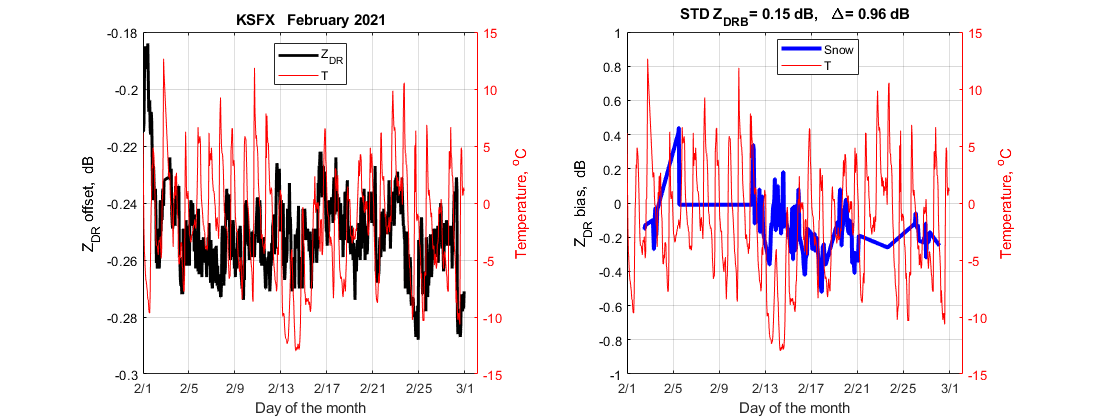 KSFX   February 2021
Z_DR
T
-0.18
-0.2
-0.22
-0.24
-0.26
-0.28
-0.3
Z_DR offset,  dB
15
10
5
0
-5
-10
-15
Temperature, °C
2/1 2/5 2/9 2/13 2/17 2/21 2/25 3/1
Day of the month
STD Z_DRB = 0.15 dB,   Δ = 0.96 dB
Snow
T
1
0.8
0.6
0.4
0.2
0
-0.2
-0.4
-0.6
-0.8
-1
Z_DR bias,  dB
15
10
5
0
-5
-10
-15
Temperature, °C
2/1 2/5 2/9 2/13 2/17 2/21 2/25 3/1
Day of the month